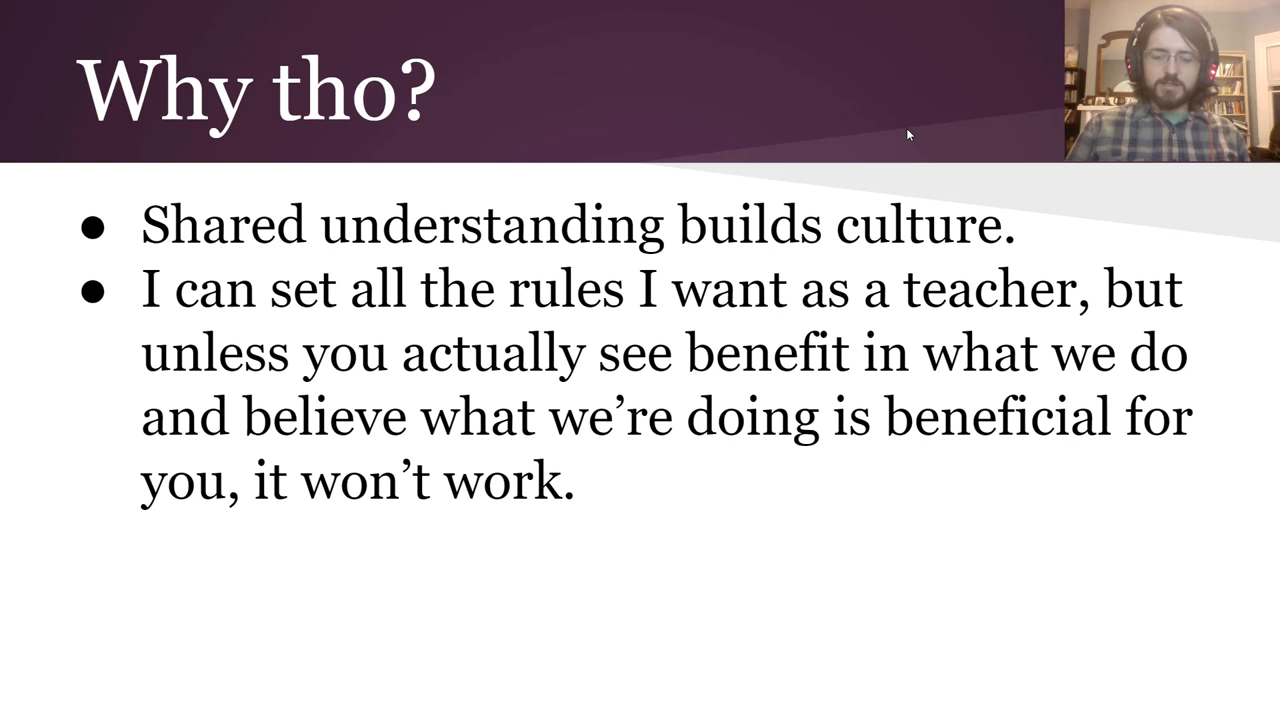 Why tho?
● Shared understanding builds culture.
● I can set all the rules I want as a teacher, but
unless you actually see benefit in what we do
and believe what we’re doing is beneficial for
you, it won’t work.